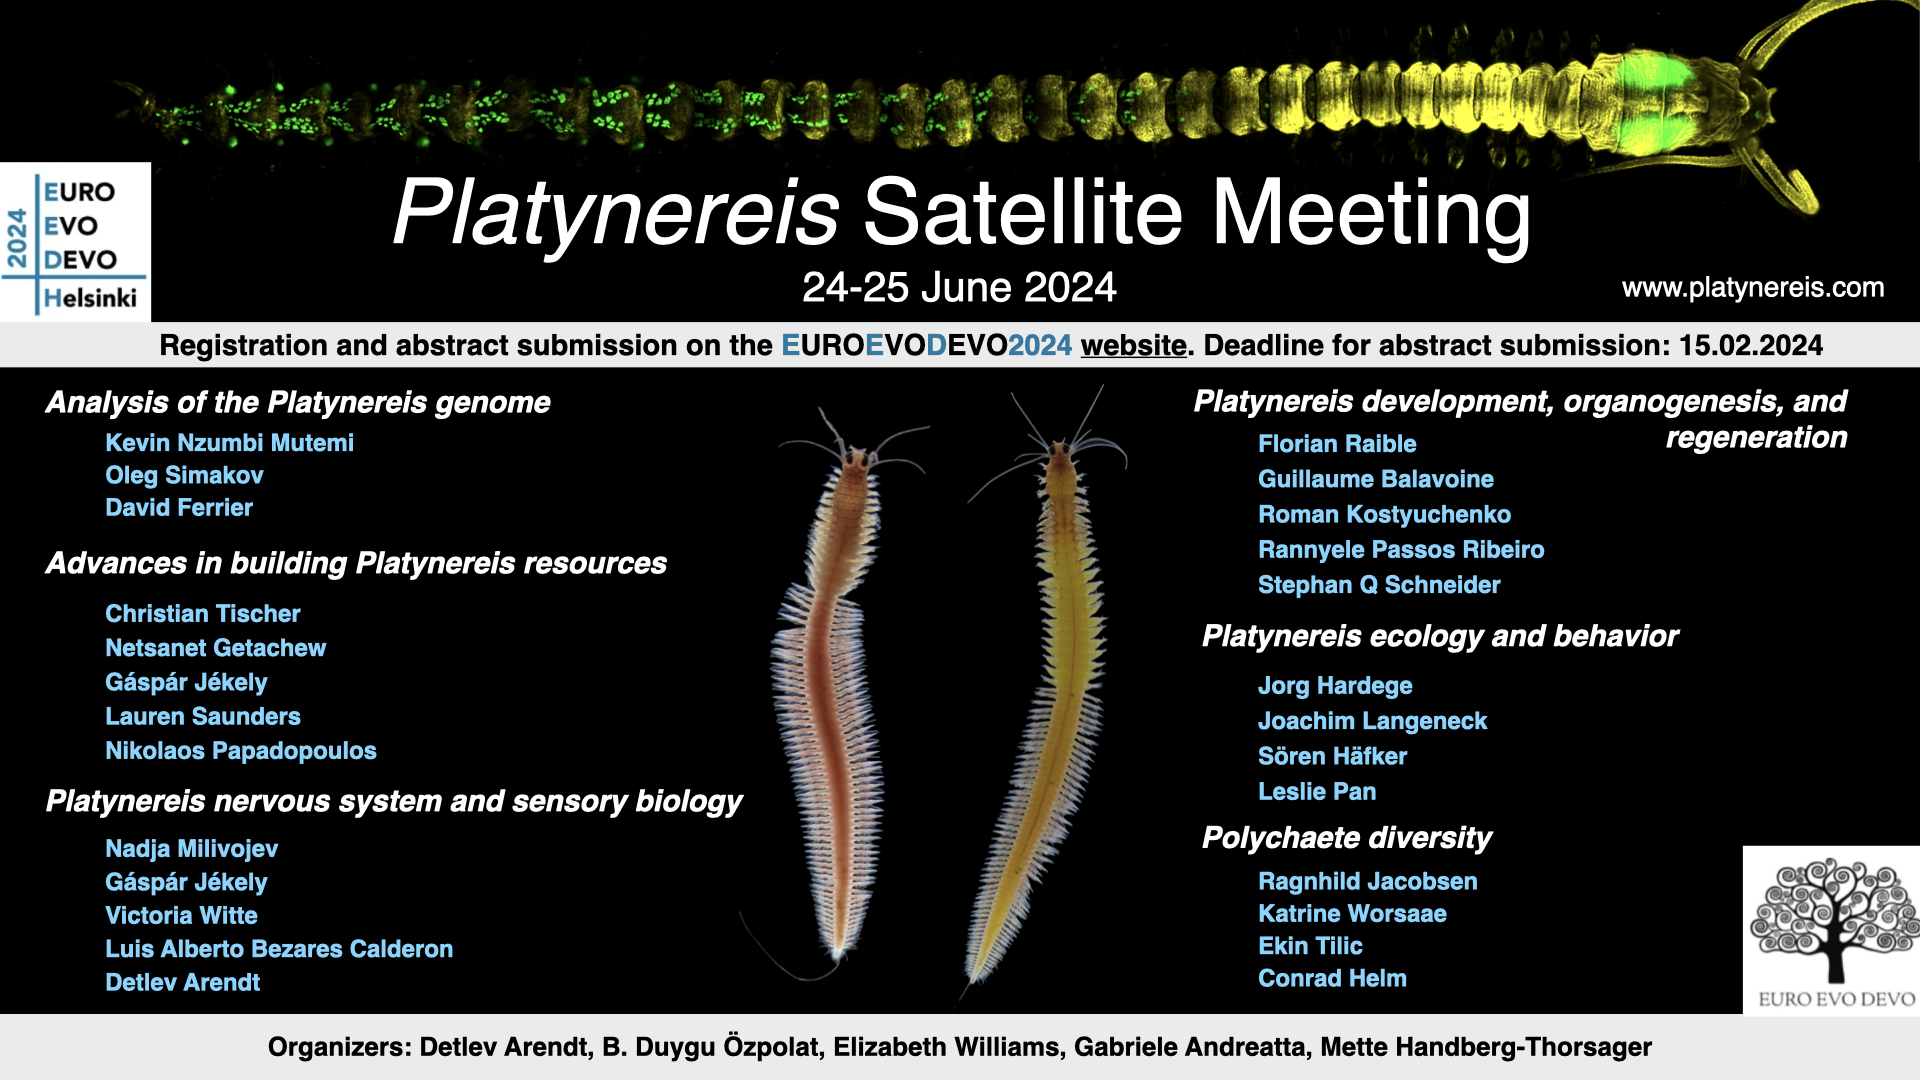 Platynereis Satellite Meeting
24-25 June 2024
www.platynereis.com
2024
EURO
EVO
DEVO
Helsinki
Registration and abstract submission on the EUROEVODEVO2024 website. Deadline for abstract submission: 15.02.2024
Analysis of the Platynereis genome
Kevin Nzumbi Mutemi
Oleg Simakov
David Ferrier
Advances in building Platynereis resources
Christian Tischer
Netsanet Getachew
Gáspár Jékely
Lauren Saunders
Nikolaos Papadopoulos
Platynereis nervous system and sensory biology
Nadja Milivojev
Gáspár Jékely
Victoria Witte
Luis Alberto Bezares Calderon
Detlev Arendt
Platynereis development, organogenesis, and
regeneration
Florian Raible
Guillaume Balavoine
Roman Kostyuchenko
Rannyele Passos Ribeiro
Stephan Q Schneider
Platynereis ecology and behavior
Jorg Hardege
Joachim Langeneck
Sören Häfker
Leslie Pan
Polychaete diversity
Ragnhild Jacobsen
Katrine Worsaae
Ekin Tilic
Conrad Helm
EURO EVO DEVO
Organizers: Detlev Arendt, B. Duygu Özpolat, Elizabeth Williams, Gabriele Andreatta, Mette Handberg-Thorsager